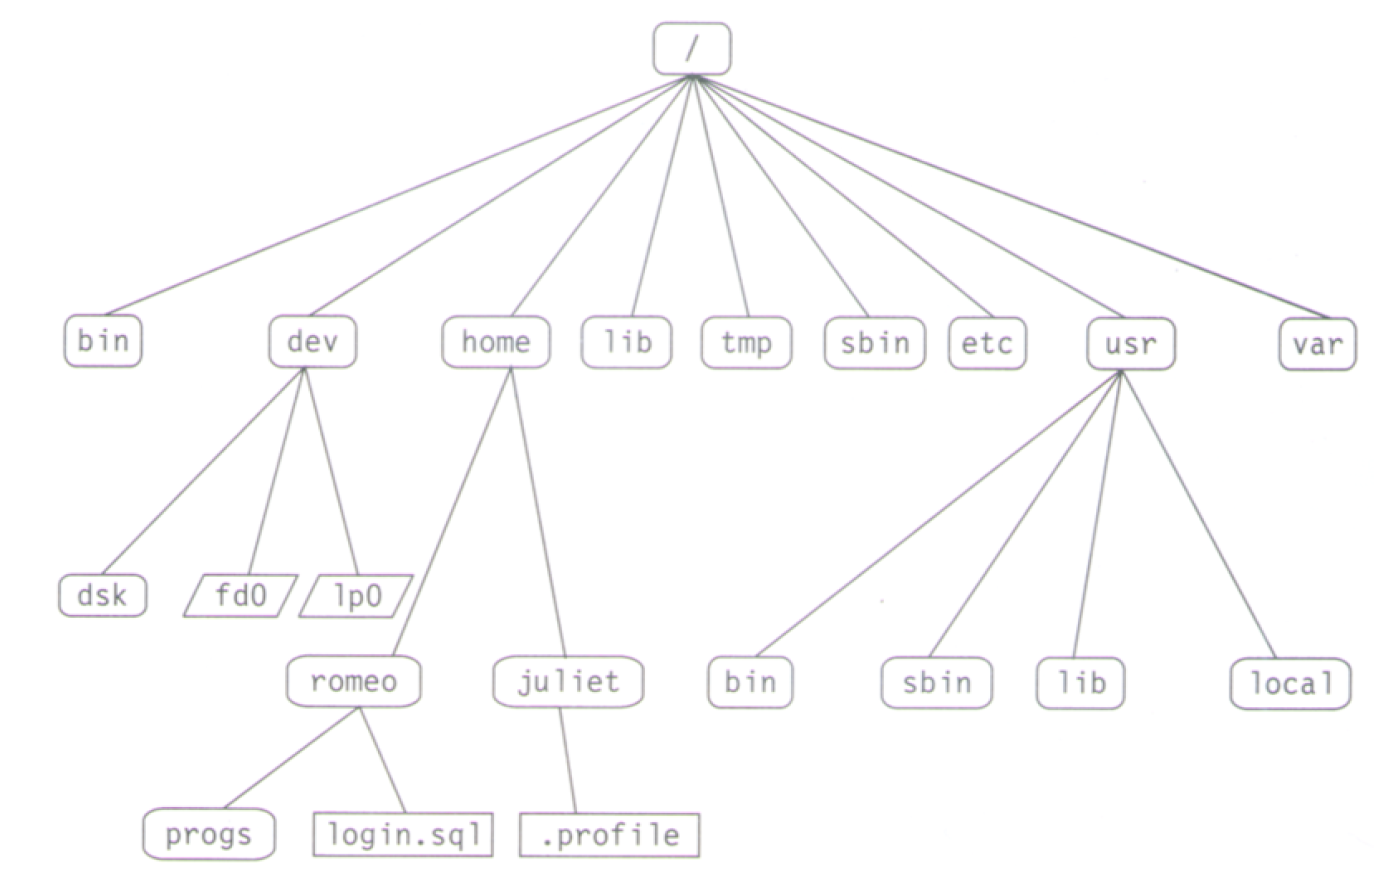 /
bin dev home lib tmp sbin etc usr var
dsk fd0 lp0
romeo juliet bin sbin lib local
progs login.sql .profile